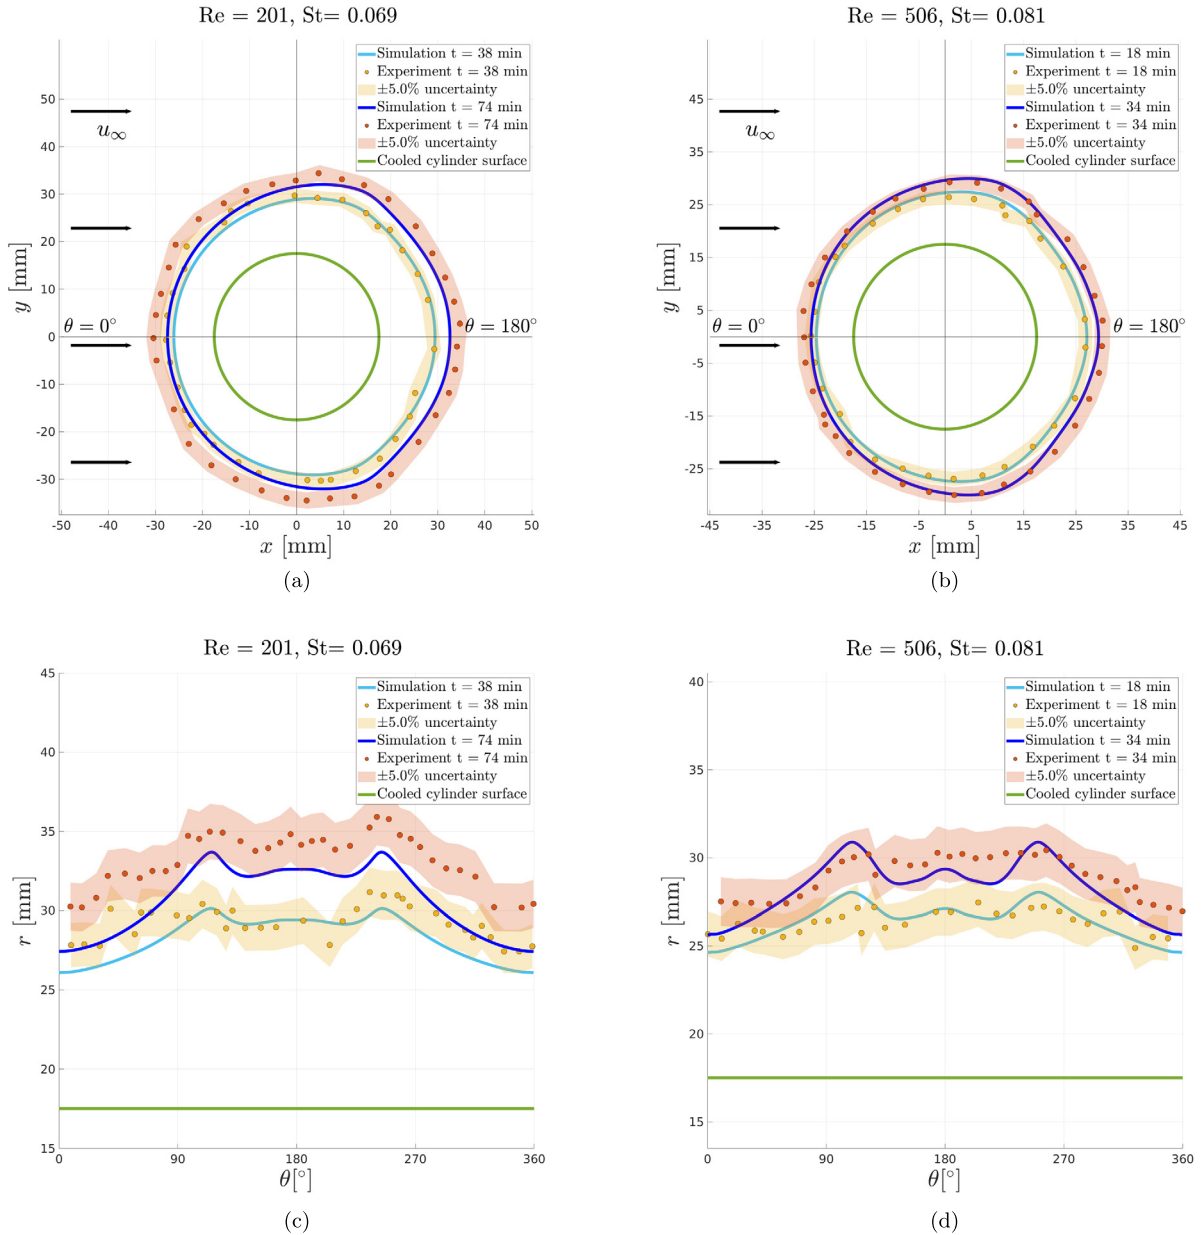 Re = 201, St= 0.069
Simulation t = 38 min
Experiment t = 38 min
±5.0% uncertainty
Simulation t = 74 min
Experiment t = 74 min
±5.0% uncertainty
Cooled cylinder surface
50
40
30
20
10
0
-10
-20
-30
y [mm]
u∞
θ = 0°
θ = 180°
-50 -40 -30 -20 -10 0 10 20 30 40 50
x [mm]
(a)
Re = 506, St= 0.081
Simulation t = 18 min
Experiment t = 18 min
±5.0% uncertainty
Simulation t = 34 min
Experiment t = 34 min
±5.0% uncertainty
Cooled cylinder surface
45
35
25
15
5
-5
-15
-25
y [mm]
u∞
θ = 0°
θ = 180°
-45 -35 -25 -15 -5 5 15 25 35 45
x [mm]
(b)
Re = 201, St= 0.069
Simulation t = 38 min
Experiment t = 38 min
±5.0% uncertainty
Simulation t = 74 min
Experiment t = 74 min
±5.0% uncertainty
Cooled cylinder surface
45
40
35
30
25
20
15
r [mm]
0 90 180 270 360
θ[°]
(c)
Re = 506, St= 0.081
Simulation t = 18 min
Experiment t = 18 min
±5.0% uncertainty
Simulation t = 34 min
Experiment t = 34 min
±5.0% uncertainty
Cooled cylinder surface
40
35
30
25
20
15
r [mm]
0 90 180 270 360
θ[°]
(d)